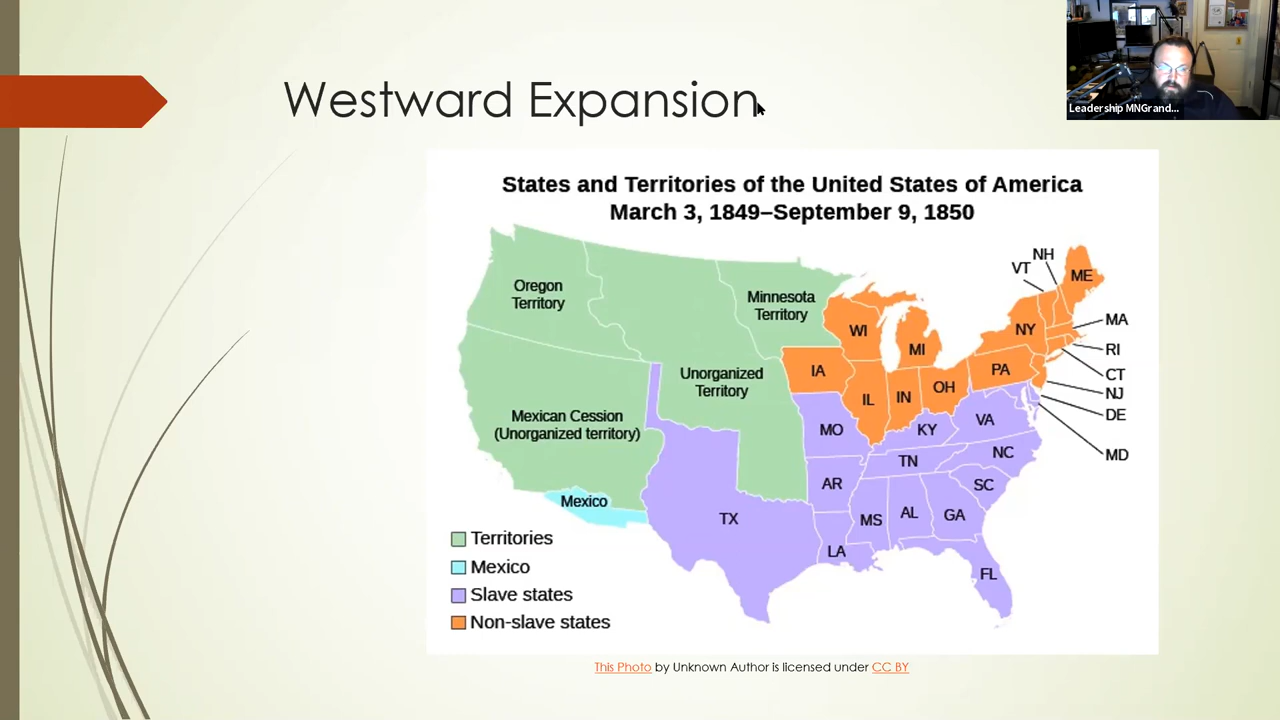 Westward Expansion
Leadership MNGrand...
States and Territories of the United States of America
March 3, 1849–September 9, 1850
Oregon
Territory
Minnesota
Territory
Unorganized
Territory
Mexican Cession
(Unorganized territory)
Mexico
WI
MI
IA
IL
IN
OH
PA
NY
VT
NH
ME
MA
RI
CT
NJ
DE
MD
MO
KY
VA
TN
NC
AR
SC
MS
AL
GA
TX
LA
FL
Territories
Mexico
Slave states
Non-slave states
This Photo by Unknown Author is licensed under CC BY